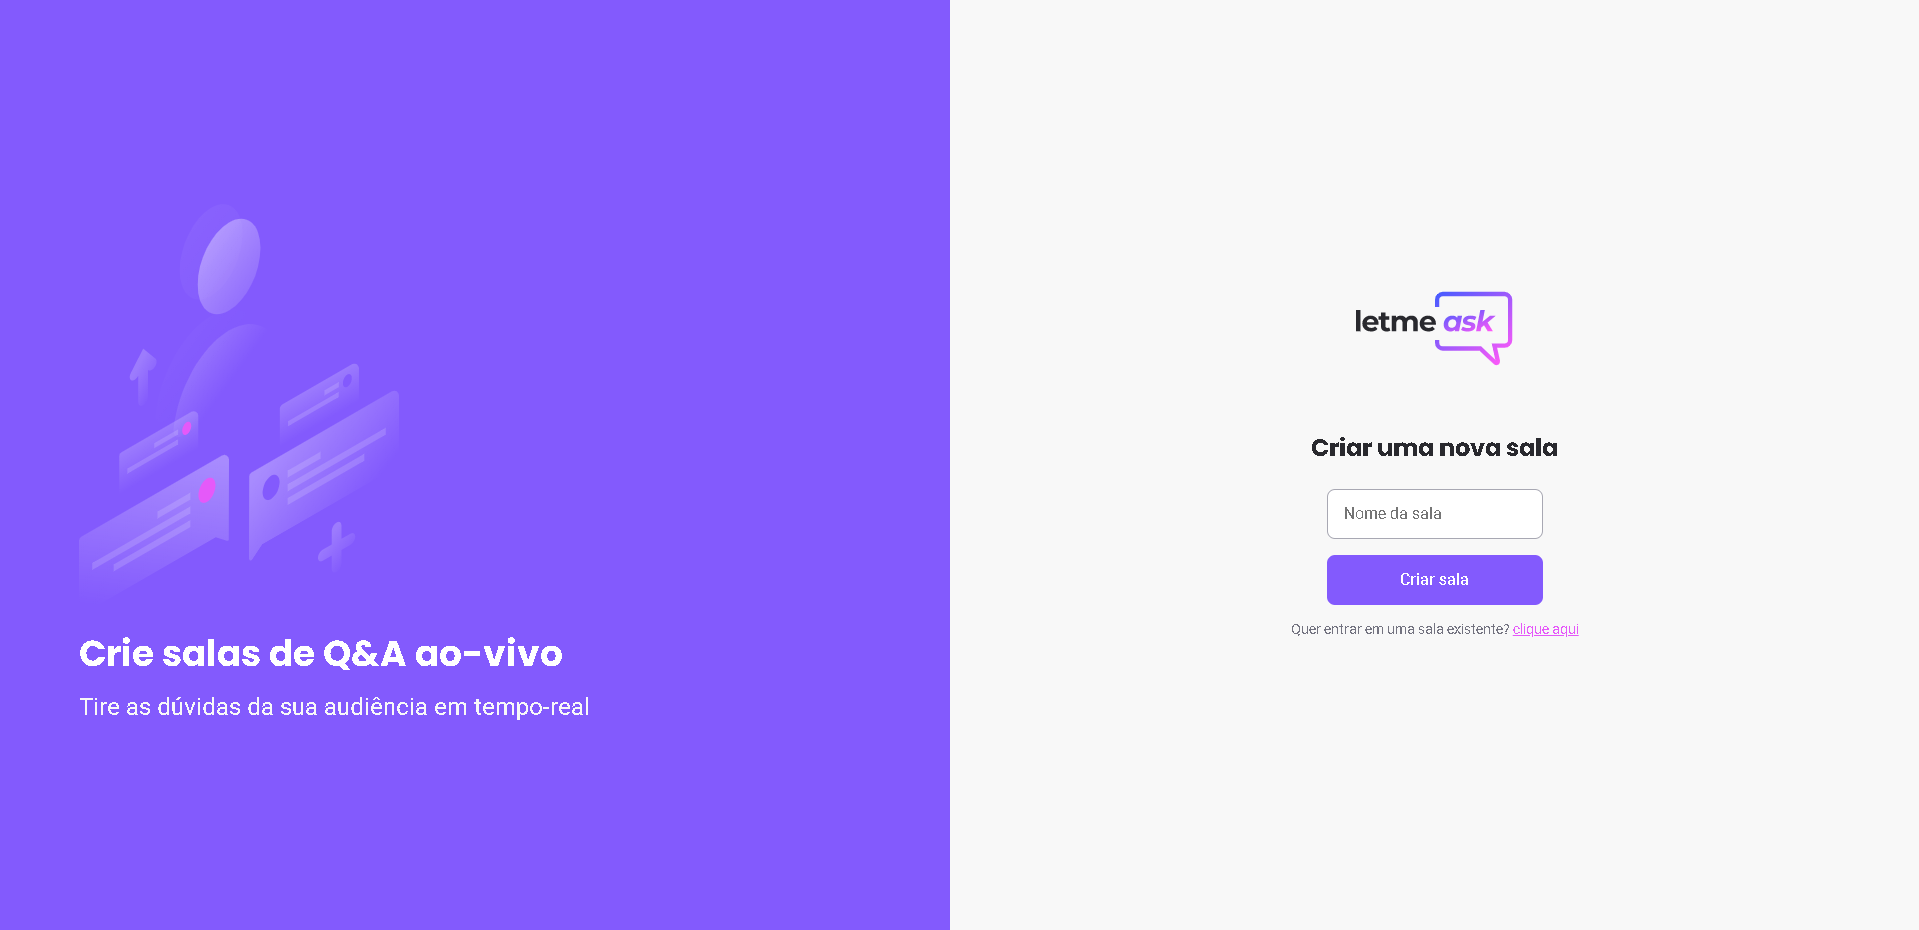 Crie salas de Q&A ao-vivo
Tire as dúvidas da sua audiência em tempo-real
letme ask
Criar uma nova sala
Nome da sala
Criar sala
Quer entrar em uma sala existente? clique aqui